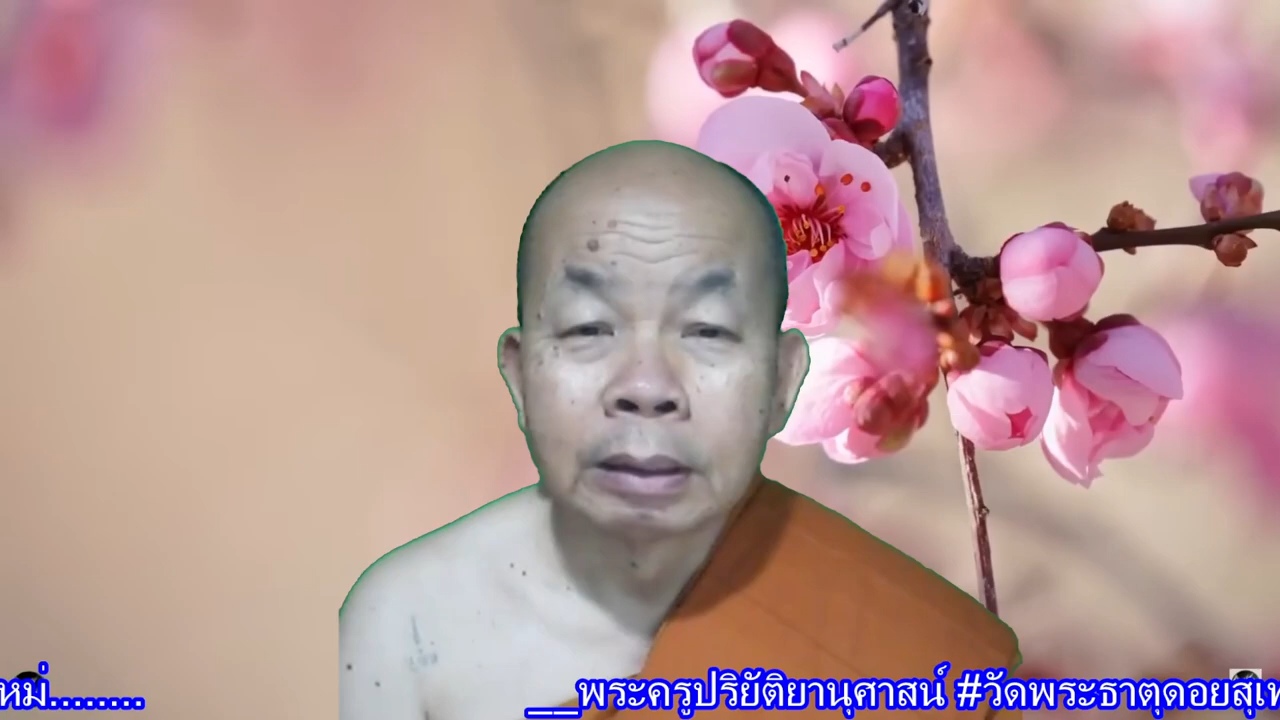 หม่........ __พระครูปริยัติยานุศาสน์ #วัดพระธาตุดอยสุเท